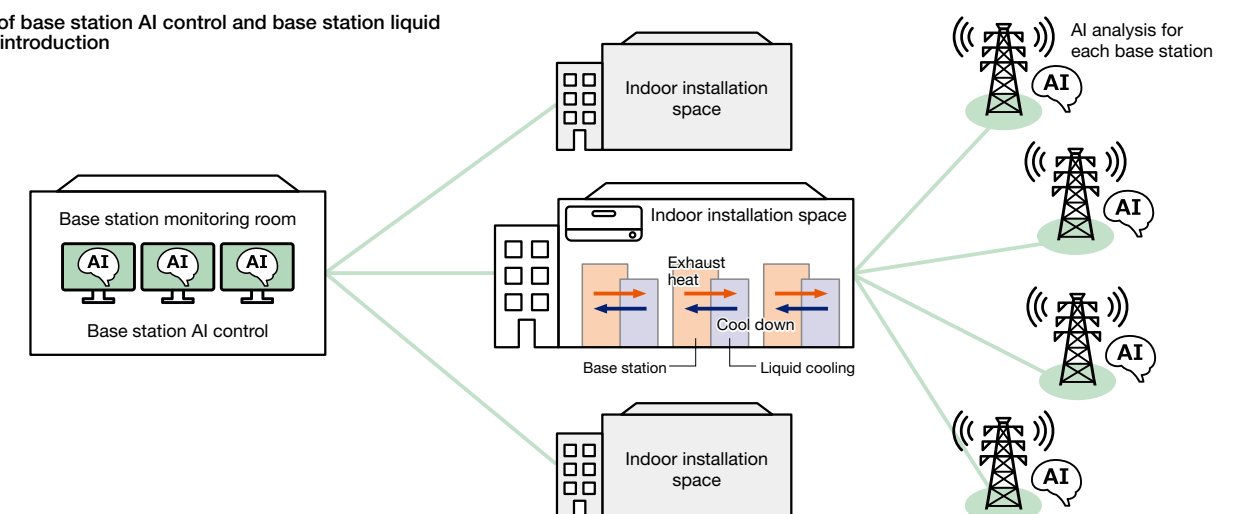 of base station AI control and base station liquid
introduction
AI analysis for
each base station
AI
Indoor installation
space
Base station monitoring room
AI
AI
AI
Base station AI control
Indoor installation space
Exhaust
heat
Cool down
Base station
Liquid cooling
AI
AI
Indoor installation
space
AI